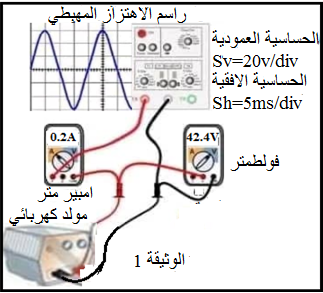 راسم الاهتزاز المهبطي
الحساسية العمودية
Sv=20v/div
الحساسية الافقية
Sh=5ms/div
0.2A
42.4V
فولطمتر
امبير متر
مولد كهربائي
الوثيقة 1